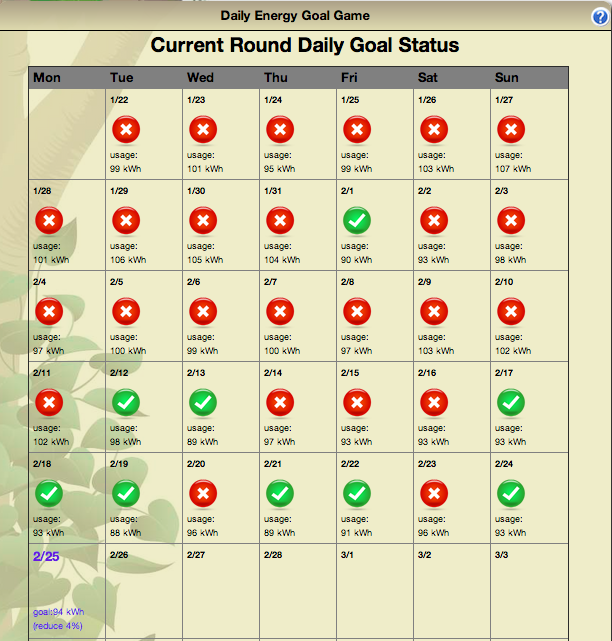 Daily Energy Goal Game
?
Current Round Daily Goal Status
Mon Tue Wed Thu Fri Sat Sun
1/22 1/23 1/24 1/25 1/26 1/27
usage: usage: usage: usage: usage: usage:
99 kWh 101 kWh 95 kWh 99 kWh 103 kWh 107 kWh
1/28 1/29 1/30 1/31 2/1 2/2 2/3
usage: usage: usage: usage: usage: usage: usage:
101 kWh 106 kWh 105 kWh 104 kWh 90 kWh 93 kWh 98 kWh
2/4 2/5 2/6 2/7 2/8 2/9 2/10
usage: usage: usage: usage: usage: usage: usage:
97 kWh 100 kWh 99 kWh 100 kWh 97 kWh 103 kWh 102 kWh
2/11 2/12 2/13 2/14 2/15 2/16 2/17
usage: usage: usage: usage: usage: usage: usage:
102 kWh 98 kWh 89 kWh 97 kWh 93 kWh 93 kWh 93 kWh
2/18 2/19 2/20 2/21 2/22 2/23 2/24
usage: usage: usage: usage: usage: usage: usage:
93 kWh 88 kWh 96 kWh 89 kWh 91 kWh 96 kWh 93 kWh
2/25 2/26 2/27 2/28 3/1 3/2 3/3
goal:94 kWh
(reduce 4%)